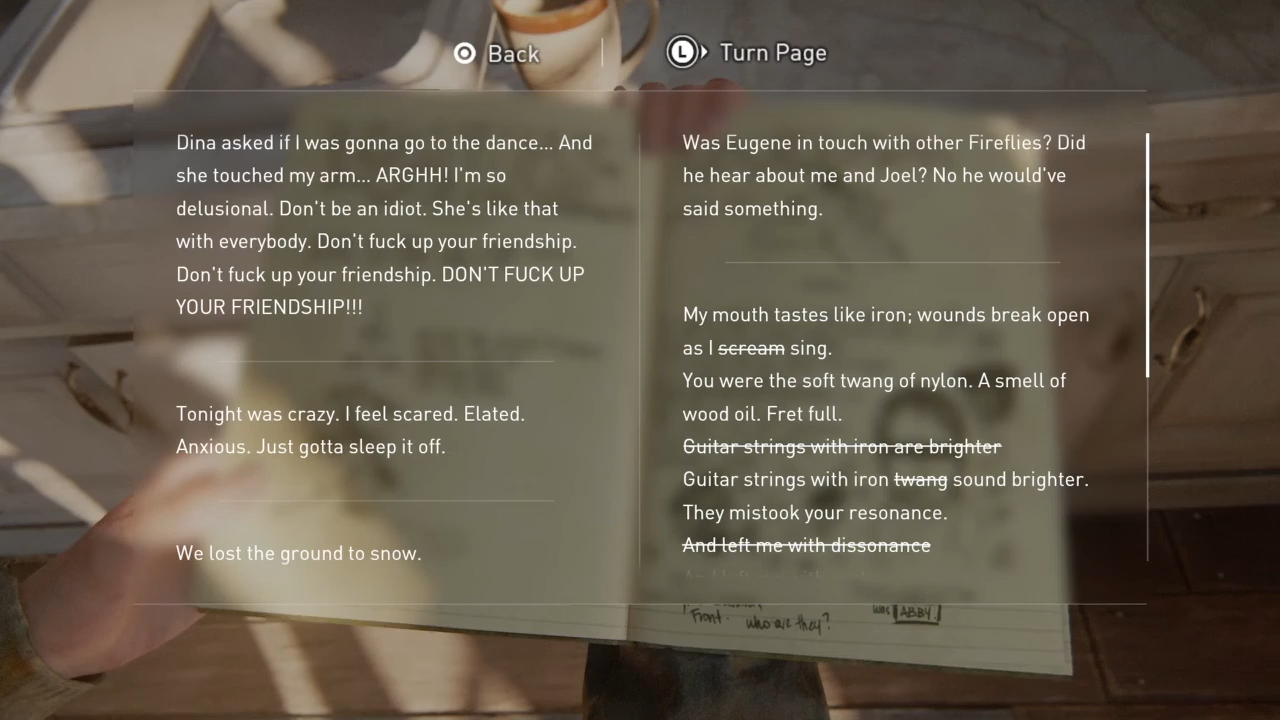 Back
Turn Page
Dina asked if I was gonna go to the dance... And
she touched my arm... ARGHH! I'm so
delusional. Don't be an idiot. She's like that
with everybody. Don't fuck up your friendship.
Don't fuck up your friendship. DON'T FUCK UP
YOUR FRIENDSHIP!!!
Tonight was crazy. I feel scared. Elated.
Anxious. Just gotta sleep it off.
We lost the ground to snow.
Was Eugene in touch with other Fireflies? Did
he hear about me and Joel? No he would've
said something.
My mouth tastes like iron; wounds break open
as I scream sing.
You were the soft twang of nylon. A smell of
wood oil. Fret full.
Guitar strings with iron are brighter
Guitar strings with iron twang sound brighter.
They mistook your resonance.
And left me with dissonance
Front. who are they?
was ABBY.